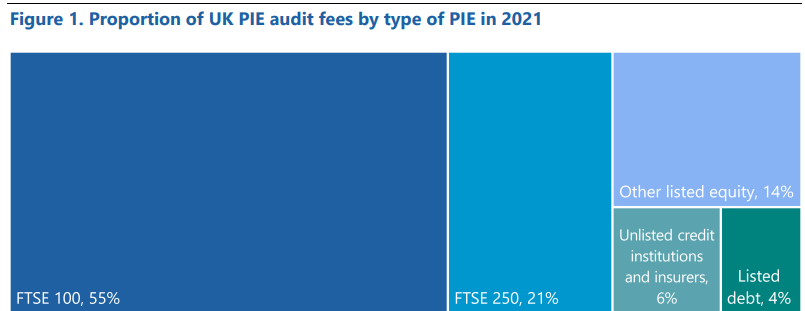 Figure 1. Proportion of UK PIE audit fees by type of PIE in 2021
FTSE 100, 55%
FTSE 250, 21%
Other listed equity, 14%
Unlisted credit
institutions
and insurers,
6%
Listed
debt, 4%